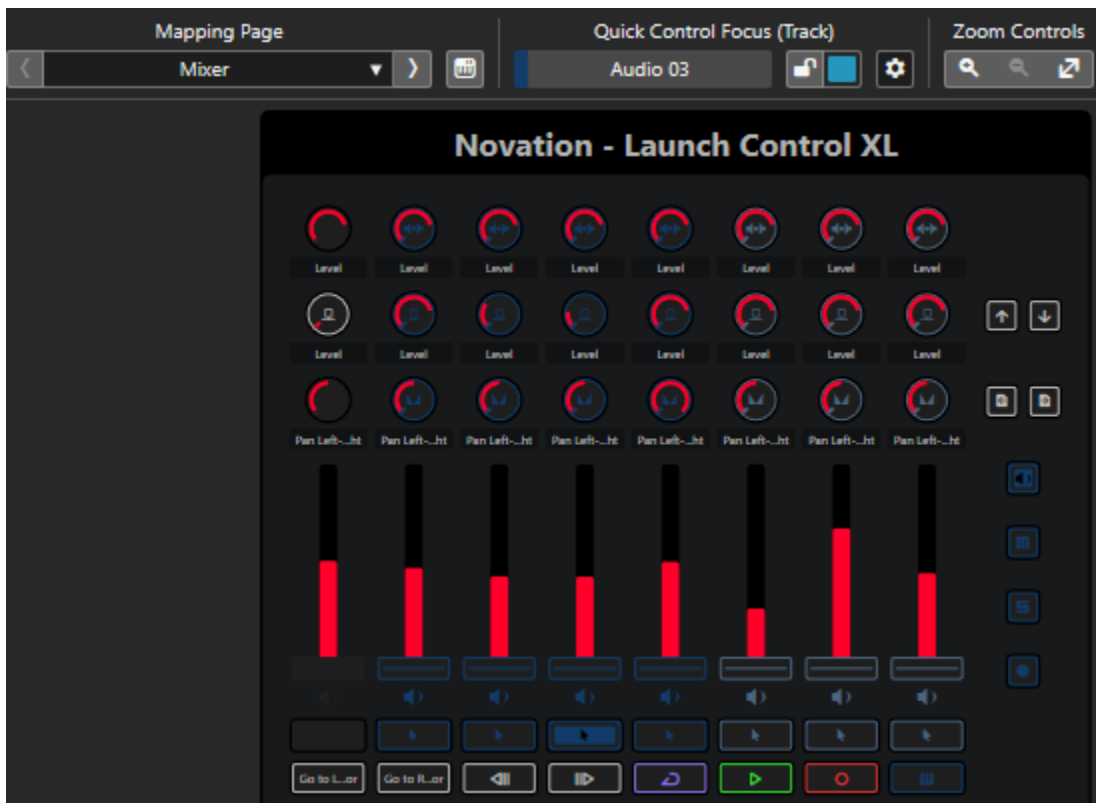 Mapping Page
Quick Control Focus (Track)
Zoom Controls
Mixer
Audio 03
Novation - Launch Control XL
Level Level Level Level Level Level Level Level
Level Level Level Level Level Level Level Level
Pan Left-...ht Pan Left-...ht Pan Left-...ht Pan Left-...ht Pan Left-...ht Pan Left-...ht Pan Left-...ht Pan Left-...ht
m
S
Go to L...or Go to R...or